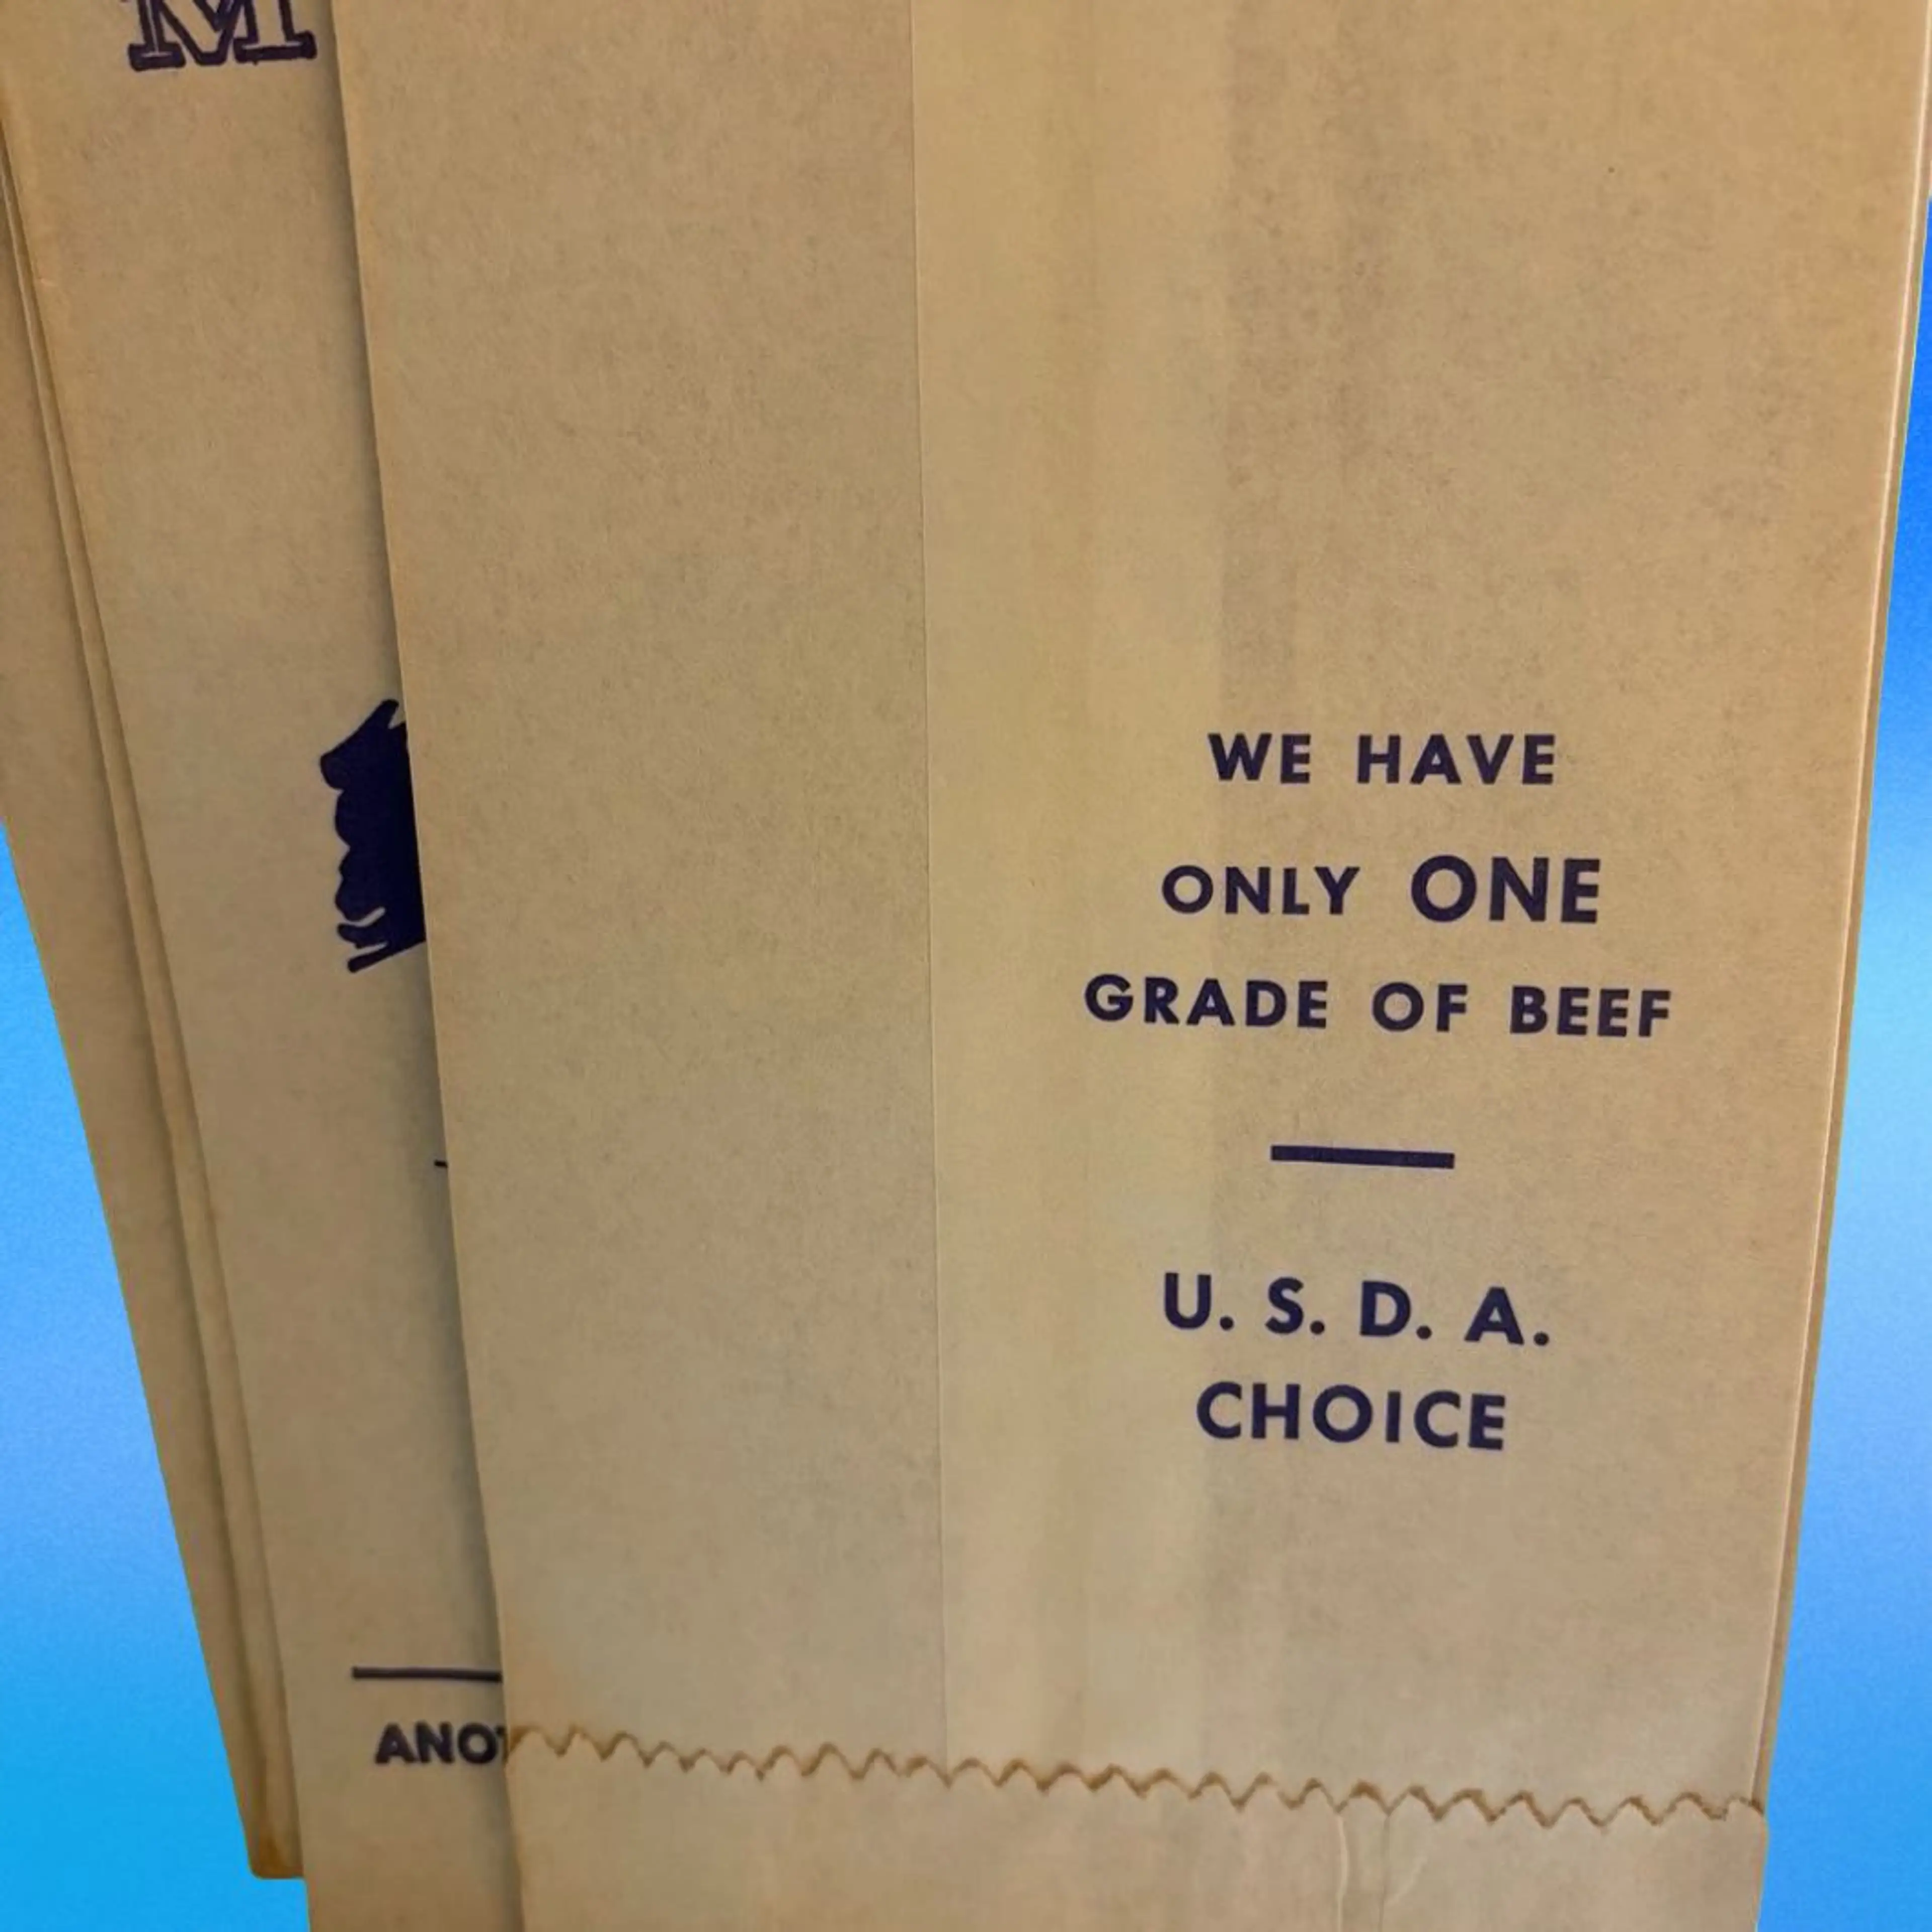 M
WE HAVE
ONLY ONE
GRADE OF BEEF
U. S. D. A.
CHOICE